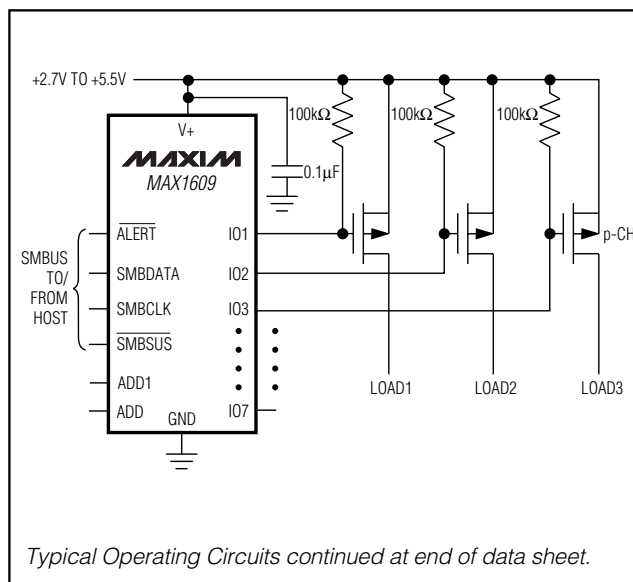 +2.7V TO +5.5V
100kΩ
100kΩ
100kΩ
V+
MAXIM
MAX1609
0.1µF
ALERT
IO1
p-CH
SMBUS
TO/
FROM
HOST
SMBDATA
IO2
SMBCLK
IO3
SMBSUS
ADD1
LOAD1
LOAD2
LOAD3
ADD
GND
IO7
Typical Operating Circuits continued at end of data sheet.